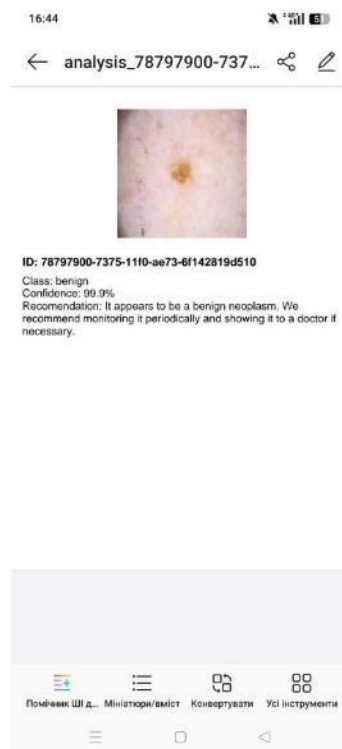 16:44
analysis_78797900-737...
ID: 78797900-7375-11f0-ae73-6f142819d510
Class: benign
Confidence: 99.9%
Recomendation: It appears to be a benign neoplasm. We
recommend monitoring it periodically and showing it to a doctor if
necessary.
Помічник ШІ д... Мініатюри/вміст Конвертувати Усі інструменти